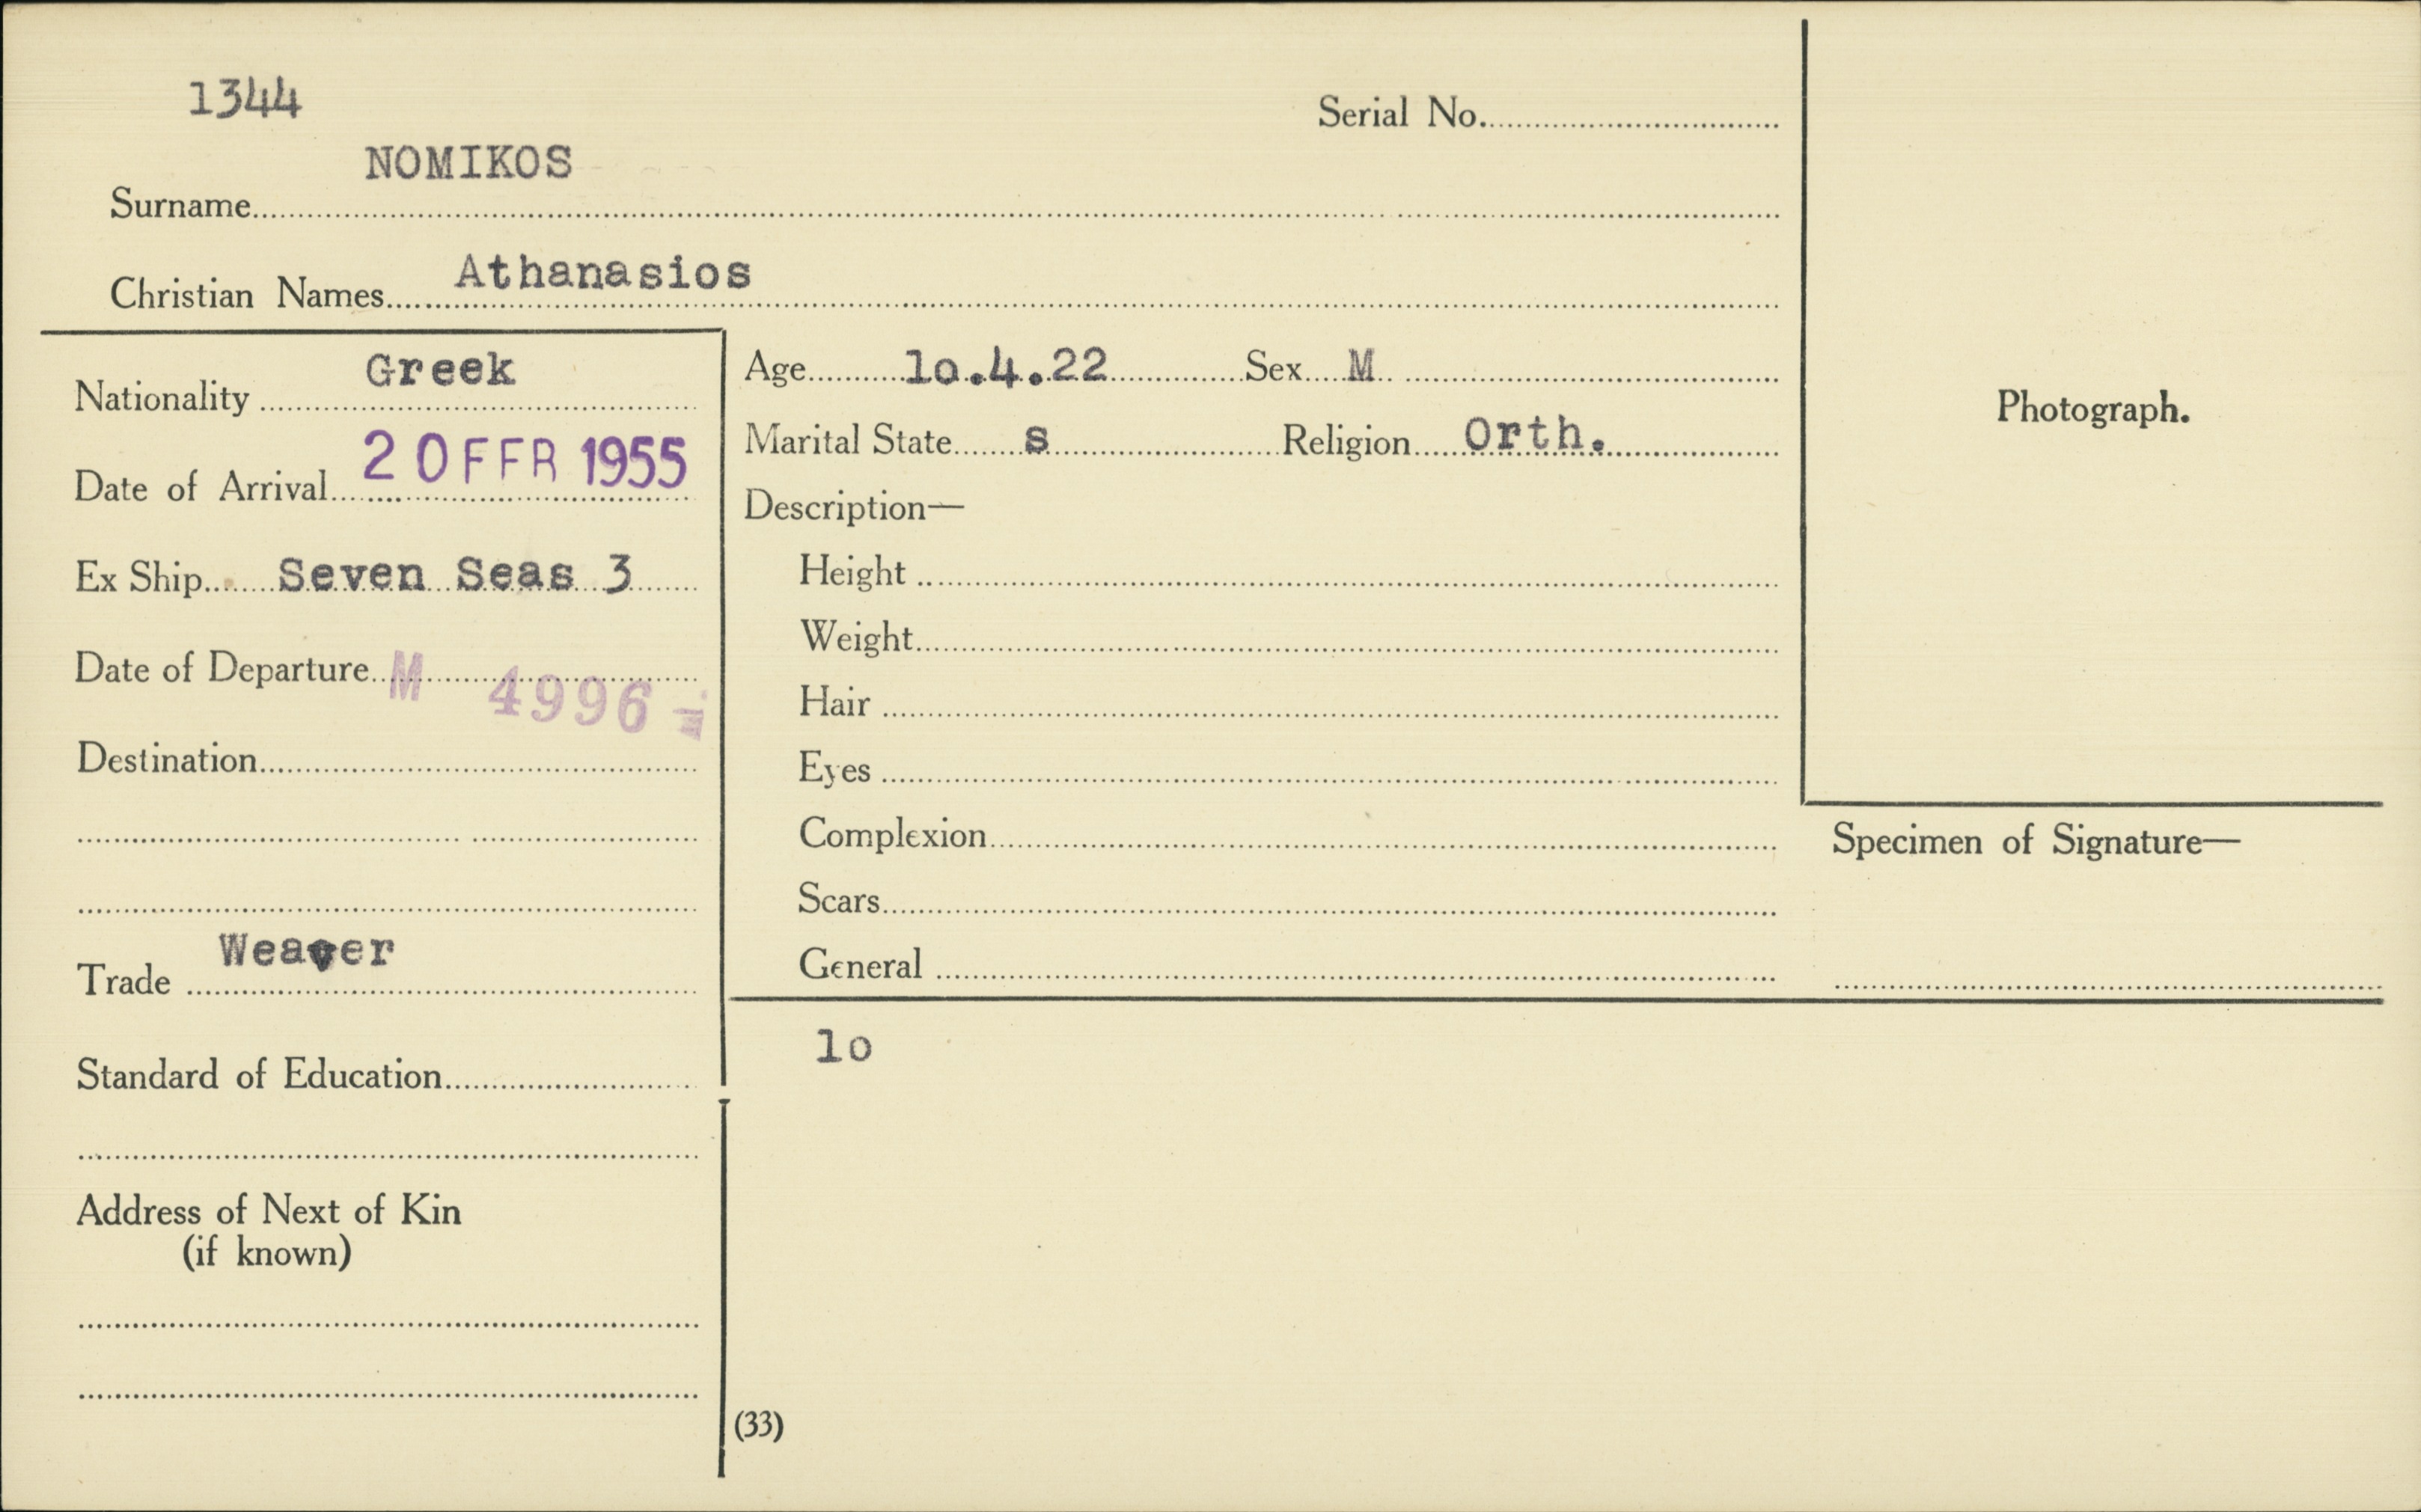 1344
Serial No.
NOMIKOS
Surname
Christian Names Athanasios
Nationality Greek
Date of Arrival 20 FEB 1955
Ex Ship Seven Seas 3
Date of Departure M 4996
Destination
Trade Weaver
Standard of Education
Address of Next of Kin
(if known)
Age lo.4.22 Sex M
Marital State s Religion Orth.
Description—
Height
Weight
Hair
Eyes
Complexion
Scars
General
Photograph.
Specimen of Signature—
lo
(33)